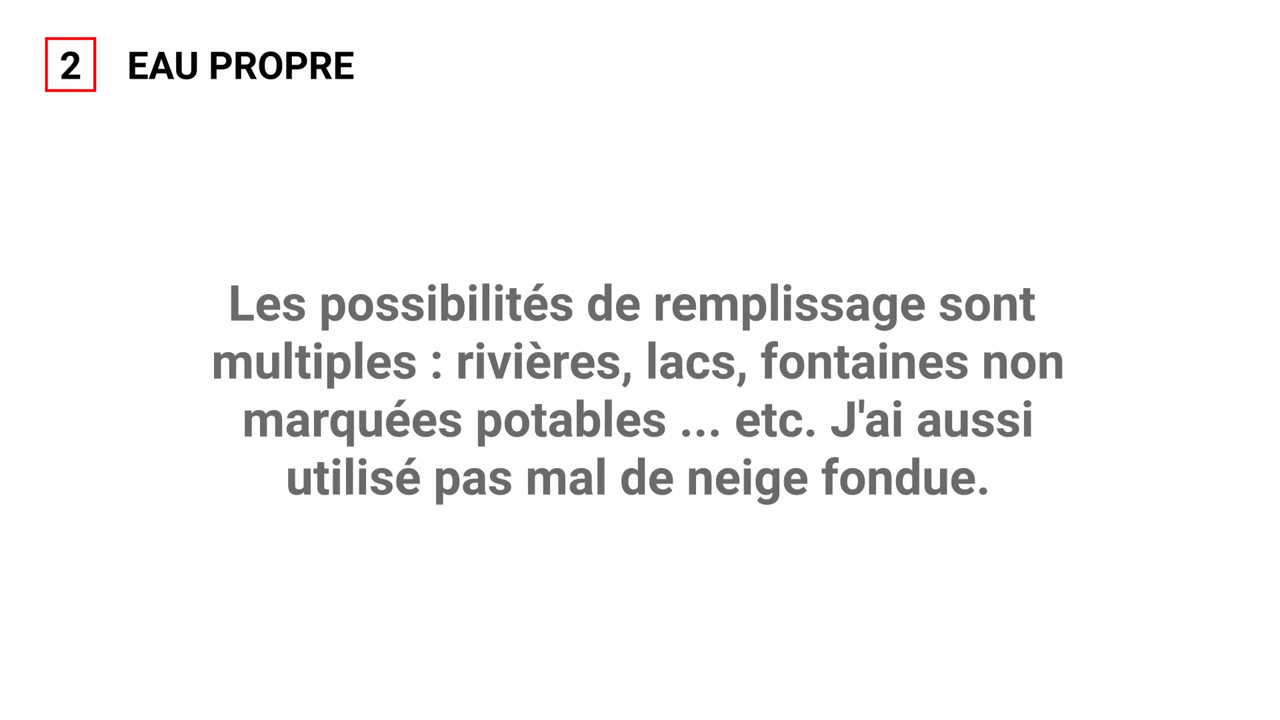 2 EAU PROPRE
Les possibilités de remplissage sont
multiples : rivières, lacs, fontaines non
marquées potables ... etc. J'ai aussi
utilisé pas mal de neige fondue.